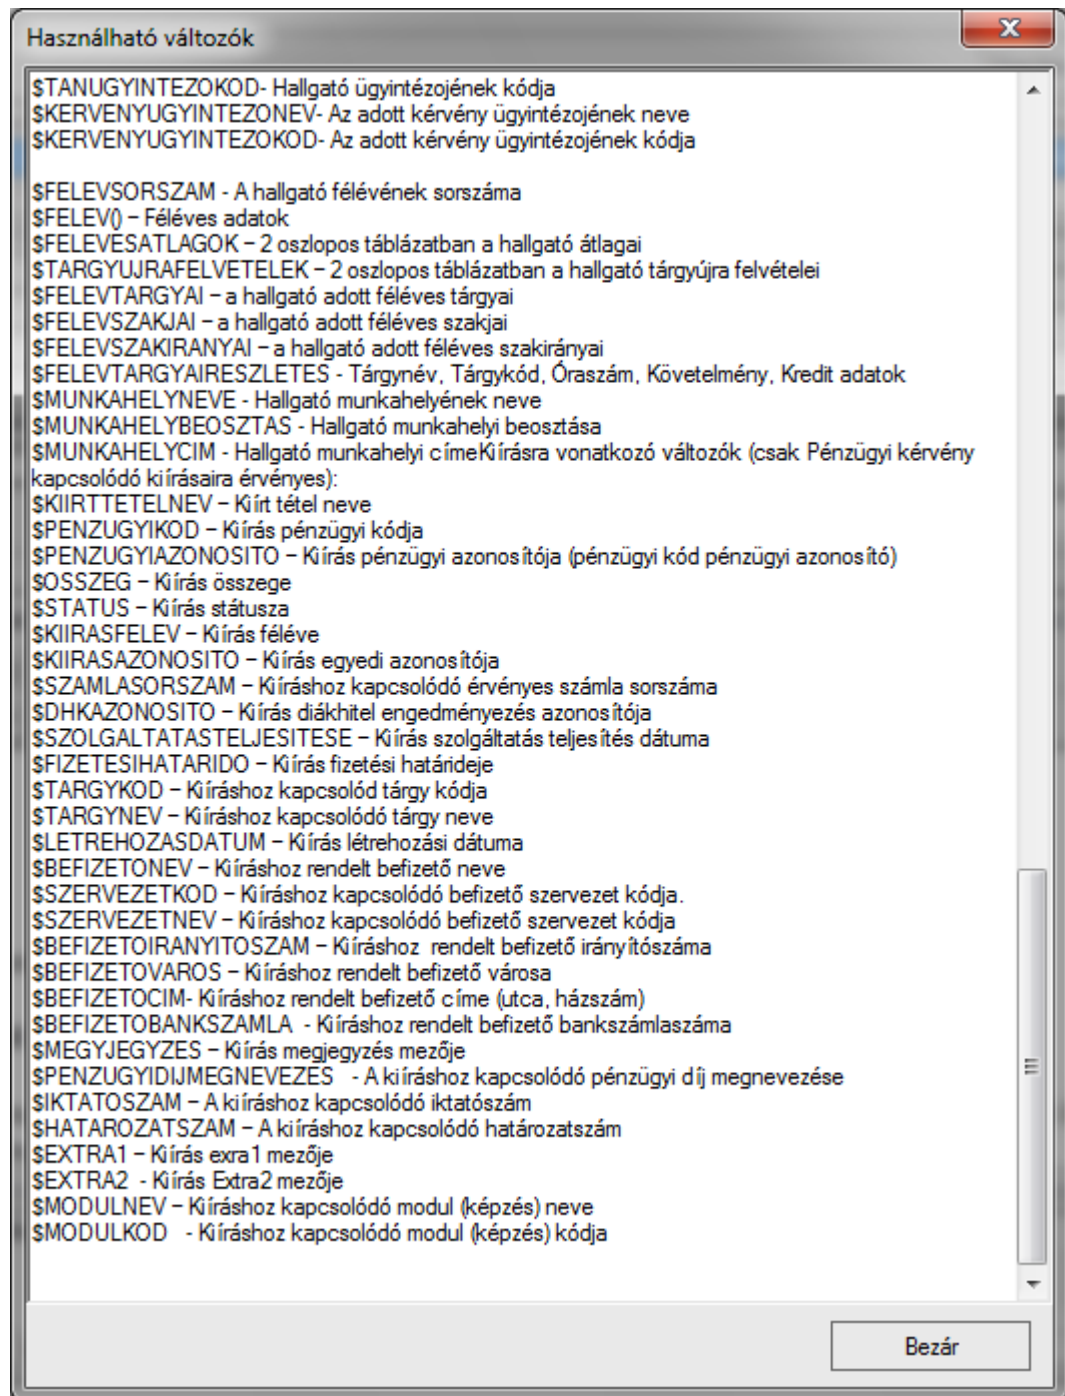 Használható változók
$TANUGYINTEZOKOD- Hallgató ügyintézojének kódja
$KERVENYUGYINTEZONEV- Az adott kérvény ügyintézojének neve
$KERVENYUGYINTEZOKOD- Az adott kérvény ügyintézojének kódja
$FELEVSORSZAM - A hallgató félévének sorszáma
$FELEV() – Féléves adatok
$FELEVESATLAGOK – 2 oszlopos táblázatban a hallgató átlagai
$TARGYUJRAFELVETELEK – 2 oszlopos táblázatban a hallgató tárgyújra felvételei
$FELEVTARGYAI – a hallgató adott féléves tárgyai
$FELEVSZAKJAI – a hallgató adott féléves szakjai
$FELEVSZAKIRANYAI – a hallgató adott féléves szakirányai
$FELEVTARGYAIRESZLETES - Tárgynév, Tárgykód, Óraszám, Követelmény, Kredit adatok
$MUNKAHELYNEVE - Hallgató munkahelyének neve
$MUNKAHELYBEOSZTAS - Hallgató munkahelyi beosztása
$MUNKAHELYCIM - Hallgató munkahelyi címeKiírásra vonatkozó változók (csak Pénzügyi kérvény
kapcsolódó kiírásaira érvényes):
$KIIRTTETELNEV – Kiírt tétel neve
$PENZUGYIKOD – Kiírás pénzügyi kódja
$PENZUGYIAZONOSITO – Kiírás pénzügyi azonosítója (pénzügyi kód pénzügyi azonosító)
$OSSZEG – Kiírás összege
$STATUS – Kiírás státusza
$KIIRASFELEV – Kiírás féléve
$KIIRASAZONOSITO – Kiírás egyedi azonosítója
$SZAMLASORSZAM – Kiíráshoz kapcsolódó érvényes számla sorszáma
$DHKAZONOSITO – Kiírás diákhitel engedményezés azonosítója
$SZOLGALTATASTELJESITESE – Kiírás szolgáltatás teljesítés dátuma
$FIZETESIHATARIDO – Kiírás fizetési határideje
$TARGYKOD – Kiíráshoz kapcsolód tárgy kódja
$TARGYNEV – Kiíráshoz kapcsolódó tárgy neve
$LETREHOZASDATUM – Kiírás létrehozási dátuma
$BEFIZETONEV – Kiíráshoz rendelt befizető neve
$SZERVEZETKOD – Kiíráshoz kapcsolódó befizető szervezet kódja.
$SZERVEZETNEV – Kiíráshoz kapcsolódó befizető szervezet kódja
$BEFIZETOIRANYITOSZAM – Kiíráshoz  rendelt befizető irányítószáma
$BEFIZETOVAROS – Kiíráshoz rendelt befizető városa
$BEFIZETOCIM- Kiíráshoz rendelt befizető címe (utca, házszám)
$BEFIZETOBANKSZAMLA  - Kiíráshoz rendelt befizető bankszámlaszáma
$MEGYJEGYZES – Kiírás megjegyzés mezője
$PENZUGYIDIJMEGNEVEZES   - A kiíráshoz kapcsolódó pénzügyi díj megnevezése
$IKTATOSZAM – A kiíráshoz kapcsolódó iktatószám
$HATAROZATSZAM – A kiíráshoz kapcsolódó határozatszám
$EXTRA1 – Kiírás exra1 mezője
$EXTRA2  - Kiírás Extra2 mezője
$MODULNEV – Kiíráshoz kapcsolódó modul (képzés) neve
$MODULKOD   - Kiíráshoz kapcsolódó modul (képzés) kódja
Bezár